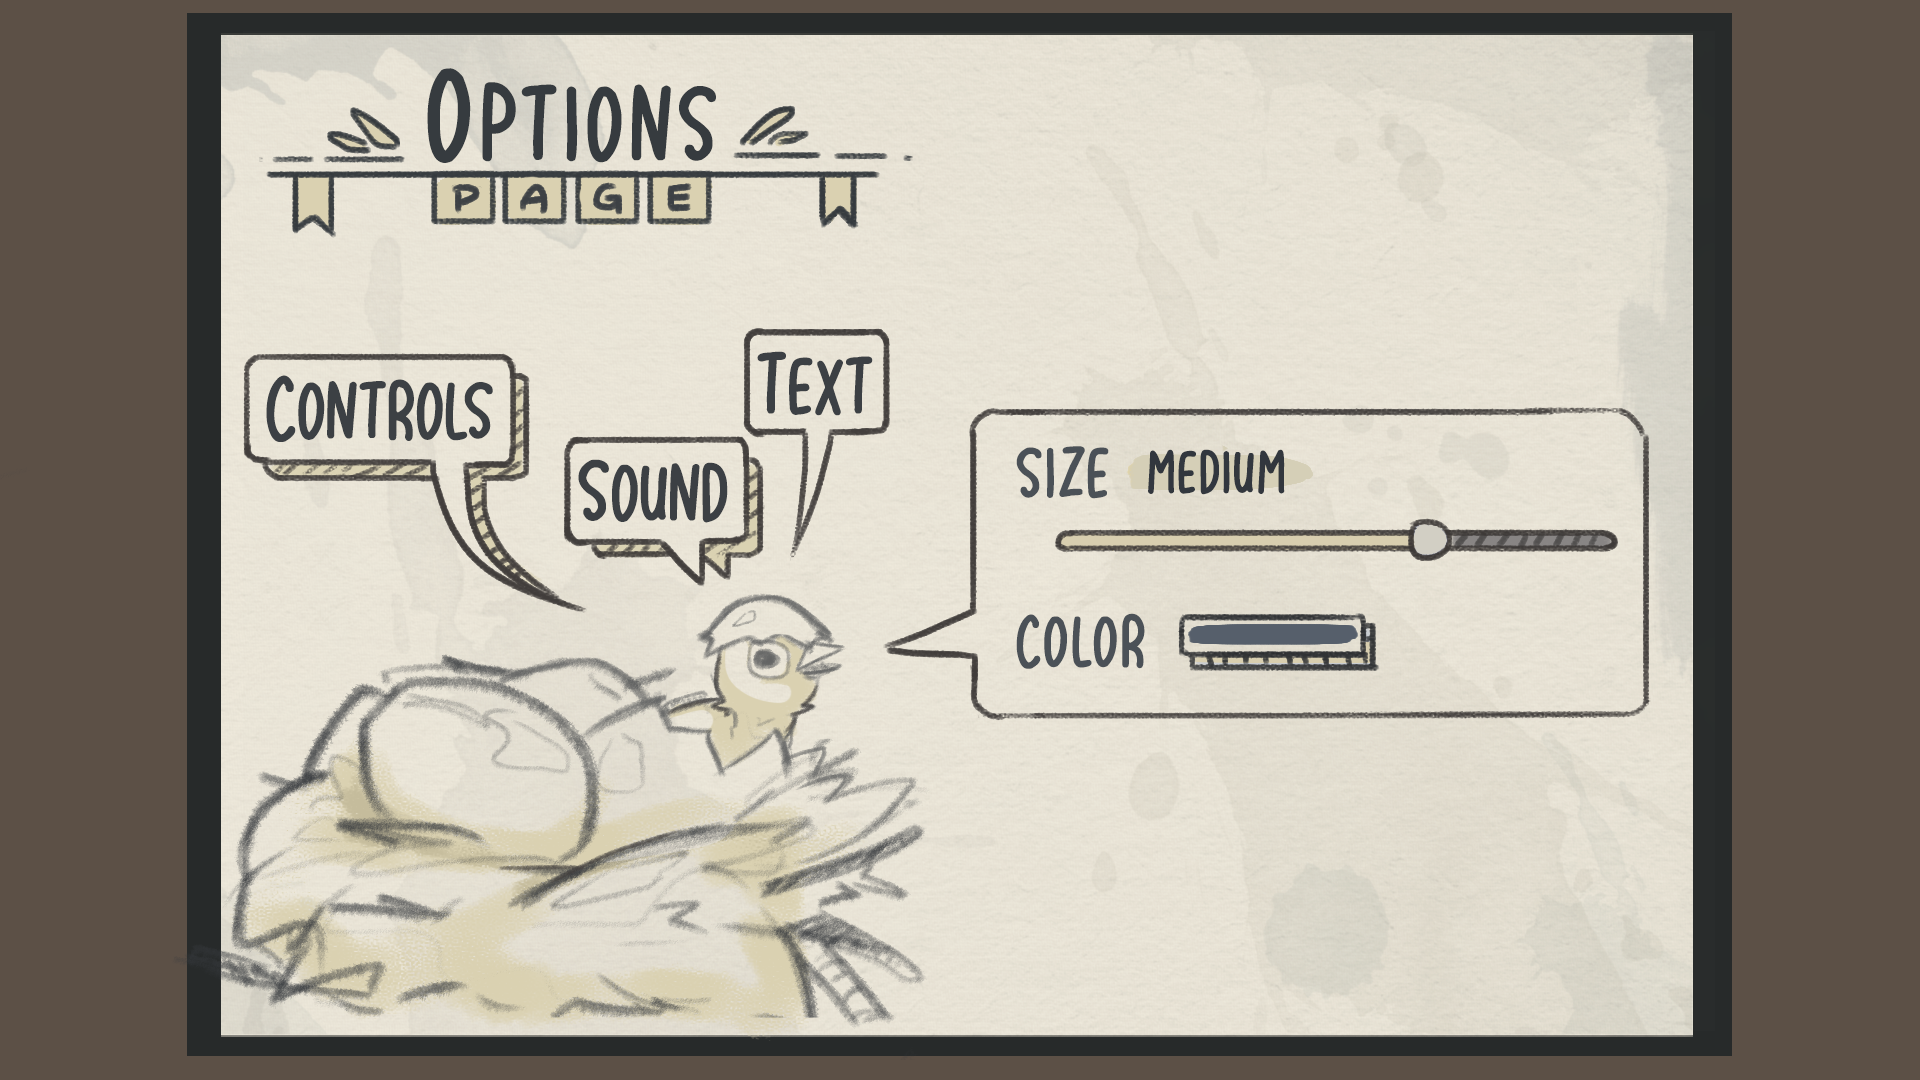 OPTIONS
PAGE
CONTROLS
SOUND
TEXT
SIZE MEDIUM
COLOR